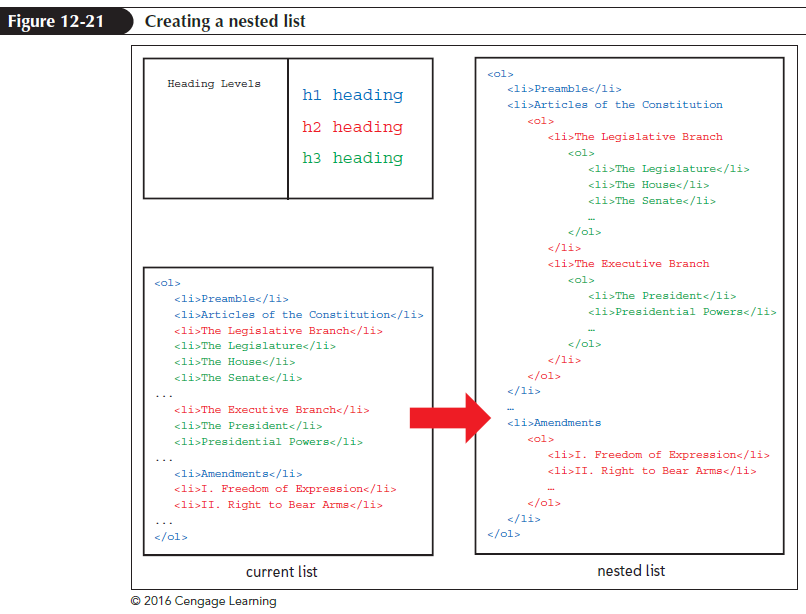 Figure 12-21 Creating a nested list
Heading Levels
h1 heading
h2 heading
h3 heading
<ol>
<li>Preamble</li>
<li>Articles of the Constitution</li>
<li>The Legislative Branch</li>
<li>The Legislature</li>
<li>The House</li>
<li>The Senate</li>
...
<li>The Executive Branch</li>
<li>The President</li>
<li>Presidential Powers</li>
...
<li>Amendments</li>
<li>I. Freedom of Expression</li>
<li>II. Right to Bear Arms</li>
...
</ol>
current list
<ol>
<li>Preamble</li>
<li>Articles of the Constitution
<ol>
<li>The Legislative Branch
<ol>
<li>The Legislature</li>
<li>The House</li>
<li>The Senate</li>
…
</ol>
</li>
<li>The Executive Branch
<ol>
<li>The President</li>
<li>Presidential Powers</li>
…
</ol>
</li>
</ol>
</li>
…
<li>Amendments
<ol>
<li>I. Freedom of Expression</li>
<li>II. Right to Bear Arms</li>
…
</ol>
</li>
</ol>
nested list
© 2016 Cengage Learning